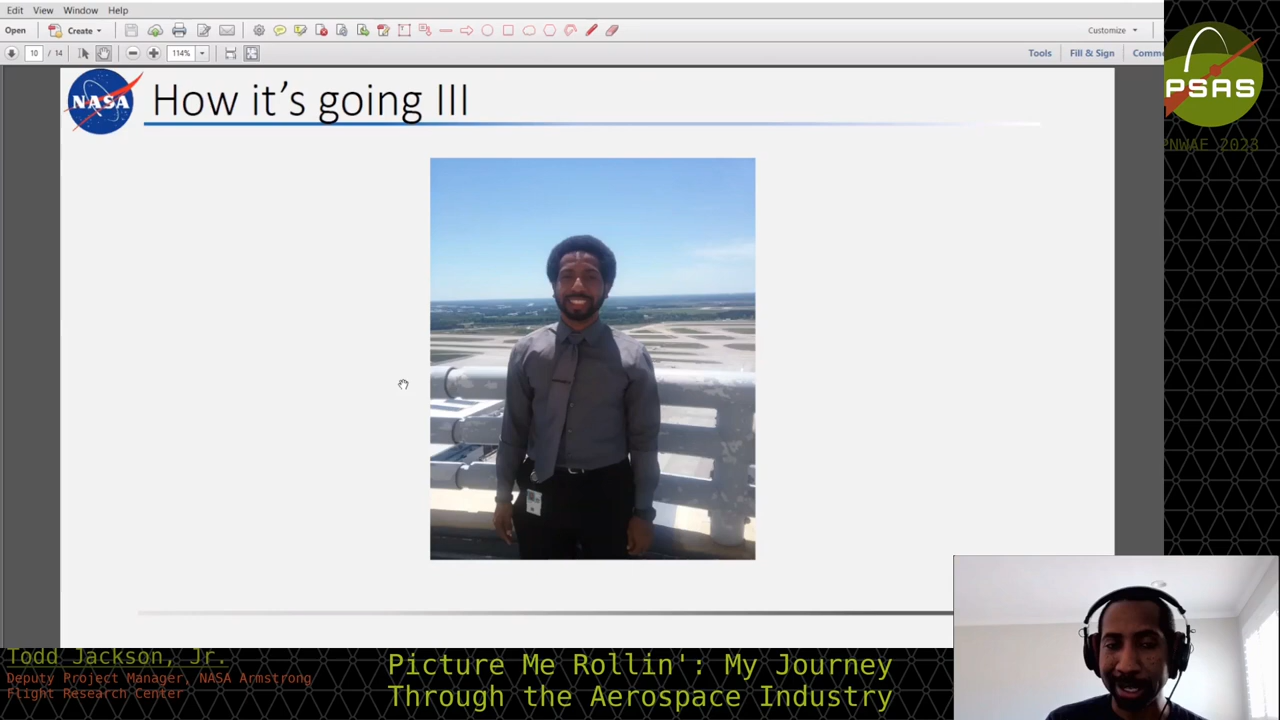 Edit View Window Help
Open Create Customize
10 / 14 114% Tools Fill & Sign Comme
NASA How it's going III
PSAS
PNWAF 2023
Todd Jackson, Jr.
Deputy Project Manager, NASA Armstrong
Flight Research Center
Picture Me Rollin': My Journey
Through the Aerospace Industry